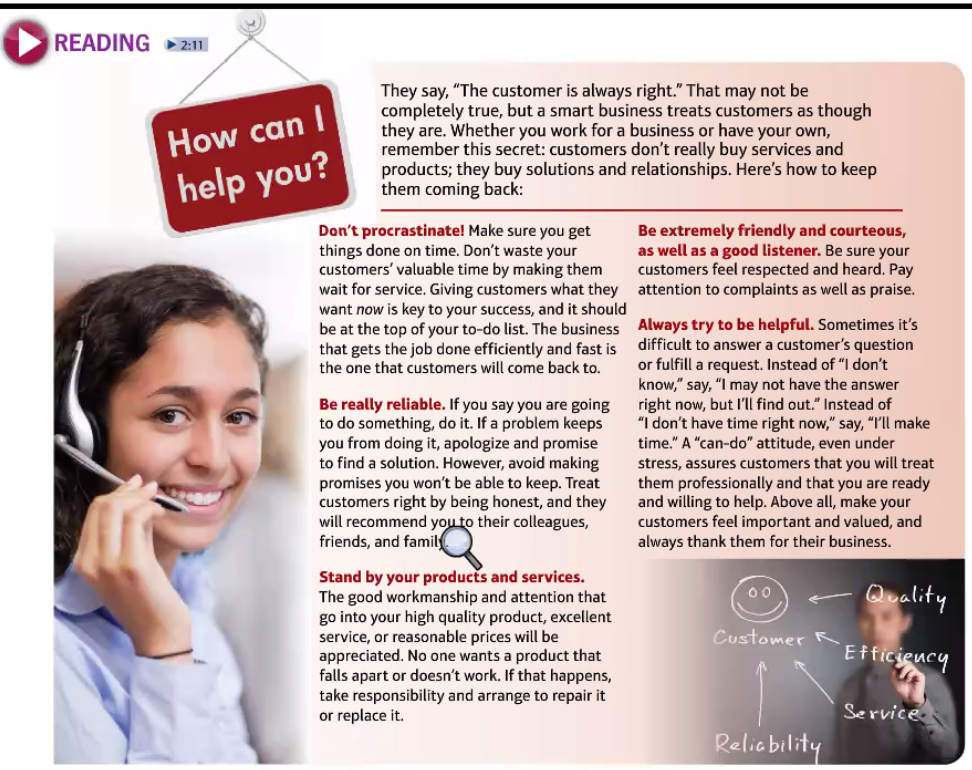 READING
2:11
How can I
help you?
They say, “The customer is always right.” That may not be
completely true, but a smart business treats customers as though
they are. Whether you work for a business or have your own,
remember this secret: customers don’t really buy services and
products; they buy solutions and relationships. Here’s how to keep
them coming back:
Don’t procrastinate! Make sure you get
things done on time. Don’t waste your
customers’ valuable time by making them
wait for service. Giving customers what they
want now is key to your success, and it should
be at the top of your to-do list. The business
that gets the job done efficiently and fast is
the one that customers will come back to.
Be really reliable. If you say you are going
to do something, do it. If a problem keeps
you from doing it, apologize and promise
to find a solution. However, avoid making
promises you won’t be able to keep. Treat
customers right by being honest, and they
will recommend you to their colleagues,
friends, and family
Stand by your products and services.
The good workmanship and attention that
go into your high quality product, excellent
service, or reasonable prices will be
appreciated. No one wants a product that
falls apart or doesn’t work. If that happens,
take responsibility and arrange to repair it
or replace it.
Be extremely friendly and courteous,
as well as a good listener. Be sure your
customers feel respected and heard. Pay
attention to complaints as well as praise.
Always try to be helpful. Sometimes it’s
difficult to answer a customer’s question
or fulfill a request. Instead of “I don’t
know,” say, “I may not have the answer
right now, but I’ll find out.” Instead of
“I don’t have time right now,” say, “I’ll make
time.” A “can-do” attitude, even under
stress, assures customers that you will treat
them professionally and that you are ready
and willing to help. Above all, make your
customers feel important and valued, and
always thank them for their business.
Quality
Customer
Efficiency
Service
Reliability